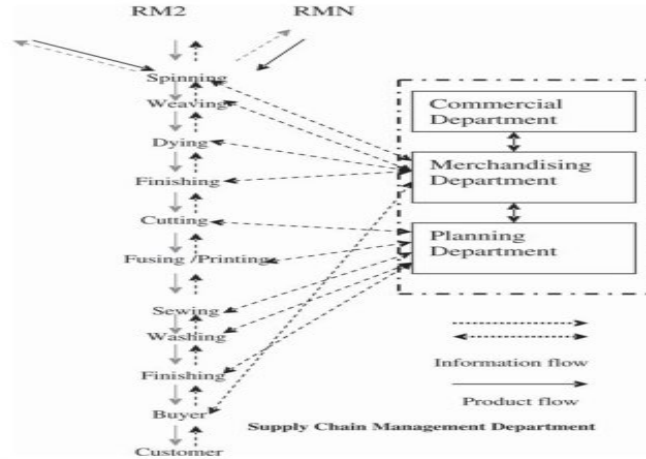 RM2 RMN
Spinning
Weaving
Dying
Finishing
Cutting
Fusing /Printing
Sewing
Washing
Finishing
Buyer
Customer
Commercial
Department
Merchandising
Department
Planning
Department
Information flow
Product flow
Supply Chain Management Department